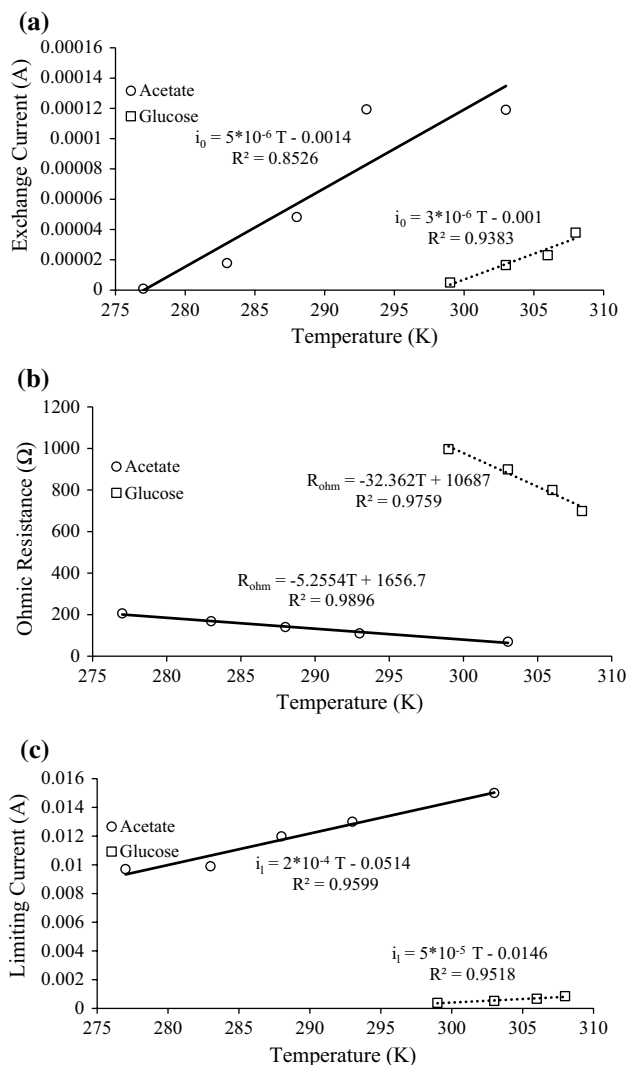 (a)
Exchange Current (A)
0.00016
0.00014
0.00012
0.0001
0.00008
0.00006
0.00004
0.00002
0
Acetate
Glucose
i₀ = 5*10⁻⁶ T - 0.0014
R² = 0.8526
i₀ = 3*10⁻⁶ T - 0.001
R² = 0.9383
275 280 285 290 295 300 305 310
Temperature (K)
(b)
Ohmic Resistance (Ω)
1200
1000
800
600
400
200
0
Acetate
Glucose
Rₒₕₘ = -32.362T + 10687
R² = 0.9759
Rₒₕₘ = -5.2554T + 1656.7
R² = 0.9896
275 280 285 290 295 300 305 310
Temperature (K)
(c)
Limiting Current (A)
0.016
0.014
0.012
0.01
0.008
0.006
0.004
0.002
0
Acetate
Glucose
iₗ = 2*10⁻⁴ T - 0.0514
R² = 0.9599
iₗ = 5*10⁻⁵ T - 0.0146
R² = 0.9518
275 280 285 290 295 300 305 310
Temperature (K)